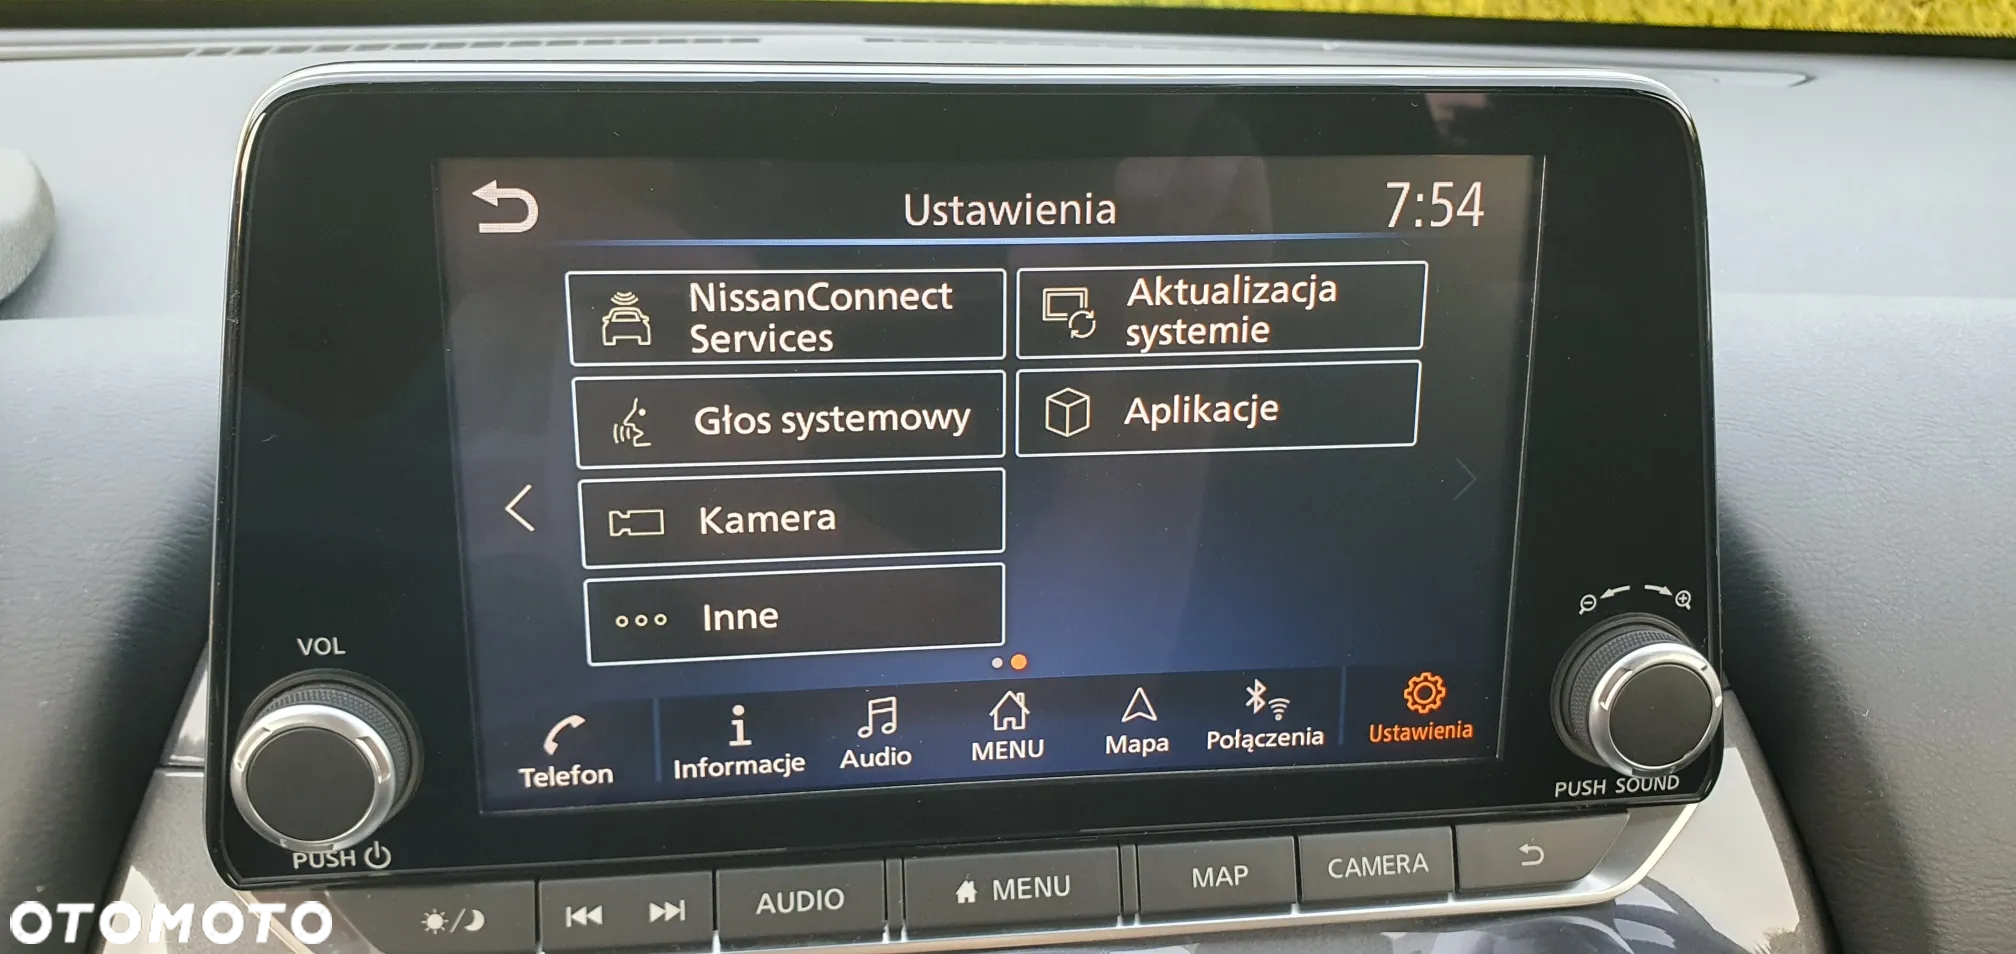 Ustawienia
7:54
NissanConnect
Services
Aktualizacja
systemie
Głos systemowy
Aplikacje
Kamera
Inne
Telefon
Informacje
Audio
MENU
Mapa
Połączenia
Ustawienia
VOL
PUSH
PUSH SOUND
AUDIO
MENU
MAP
CAMERA
OTOMOTO